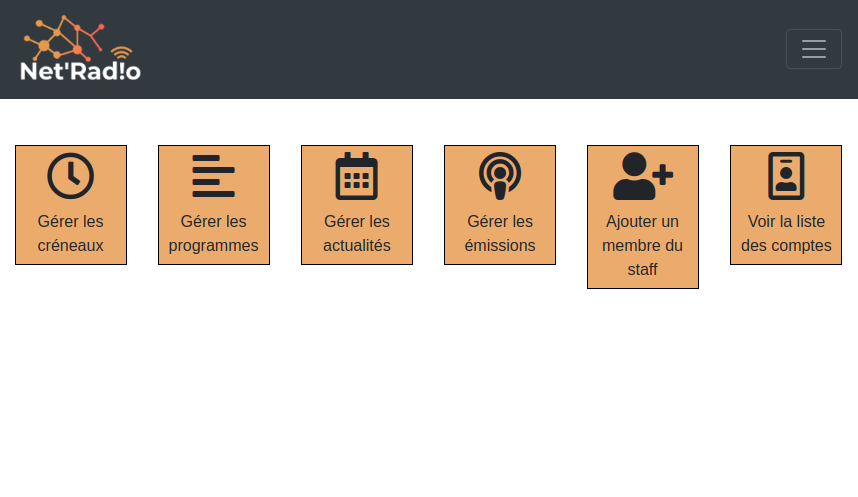 Net'Rad!o
Gérer les
créneaux
Gérer les
programmes
Gérer les
actualités
Gérer les
émissions
Ajouter un
membre du
staff
Voir la liste
des comptes